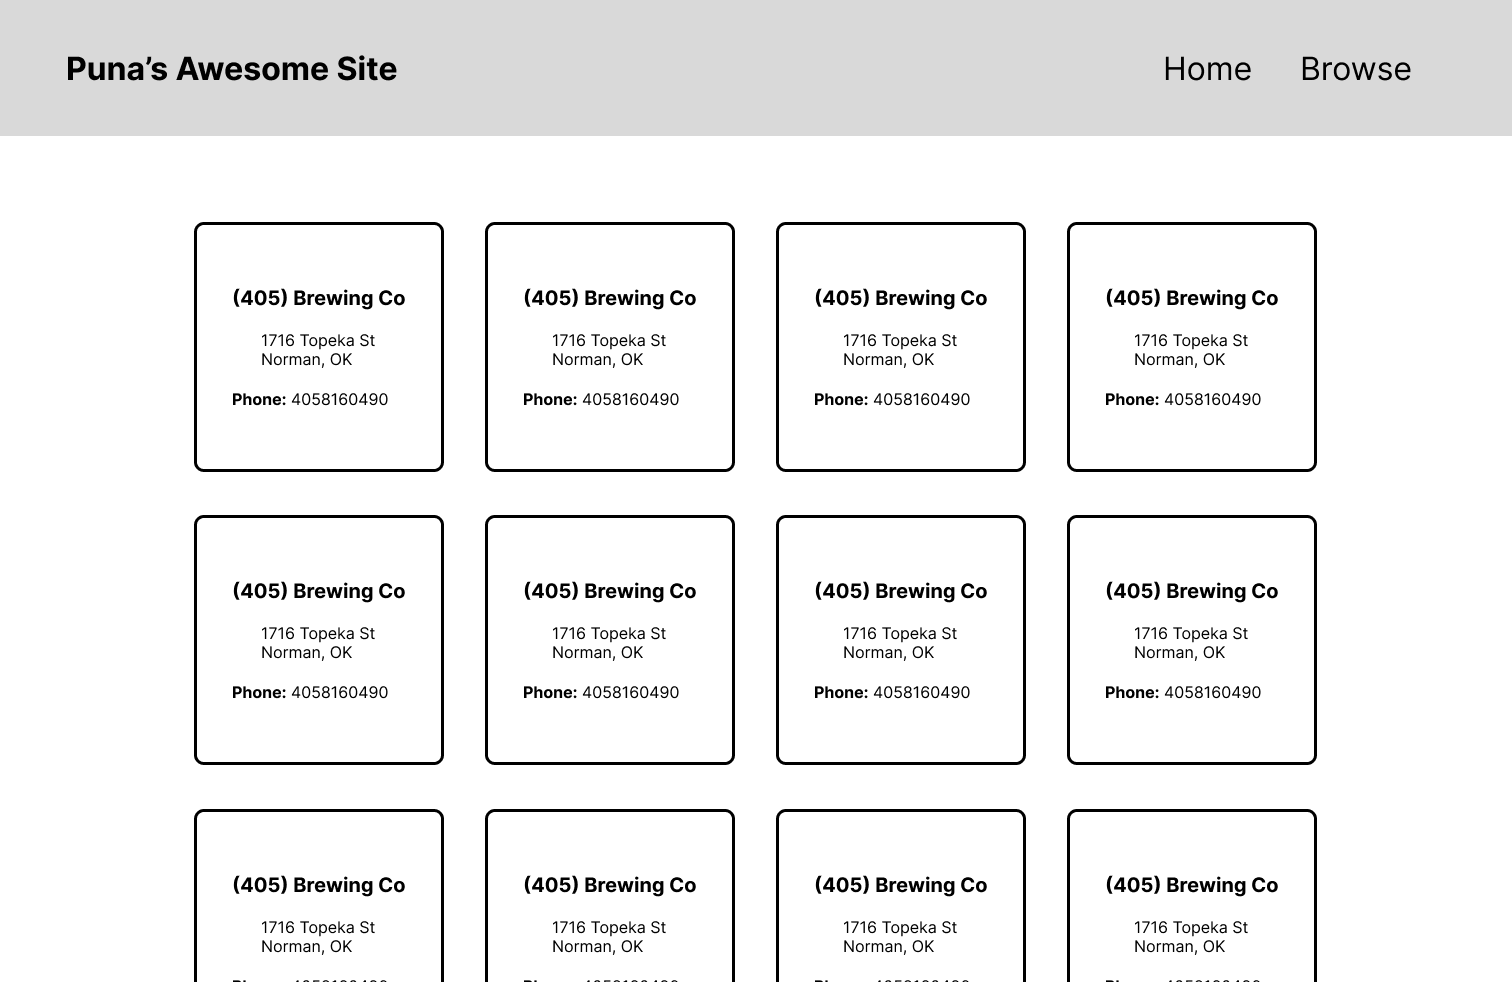 Puna’s Awesome Site
Home Browse
(405) Brewing Co
1716 Topeka St
Norman, OK
Phone: 4058160490
(405) Brewing Co
1716 Topeka St
Norman, OK
Phone: 4058160490
(405) Brewing Co
1716 Topeka St
Norman, OK
Phone: 4058160490
(405) Brewing Co
1716 Topeka St
Norman, OK
Phone: 4058160490
(405) Brewing Co
1716 Topeka St
Norman, OK
Phone: 4058160490
(405) Brewing Co
1716 Topeka St
Norman, OK
Phone: 4058160490
(405) Brewing Co
1716 Topeka St
Norman, OK
Phone: 4058160490
(405) Brewing Co
1716 Topeka St
Norman, OK
Phone: 4058160490
(405) Brewing Co
1716 Topeka St
Norman, OK
(405) Brewing Co
1716 Topeka St
Norman, OK
(405) Brewing Co
1716 Topeka St
Norman, OK
(405) Brewing Co
1716 Topeka St
Norman, OK